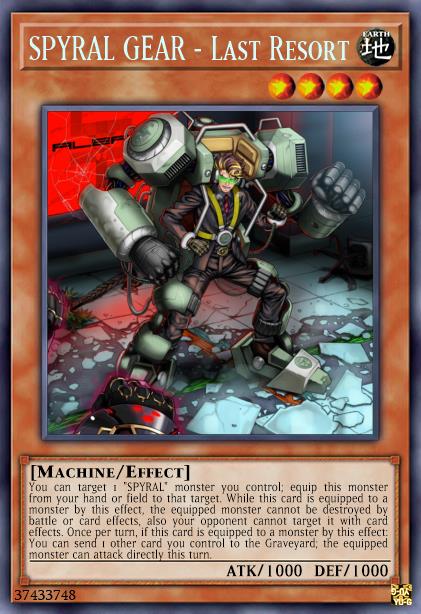 SPYRAL GEAR - LAST RESORT
EARTH
地
ALER
[MACHINE/EFFECT]
You can target 1 "SPYRAL" monster you control; equip this monster
from your hand or field to that target. While this card is equipped to a
monster by this effect, the equipped monster cannot be destroyed by
battle or card effects, also your opponent cannot target it with card
effects. Once per turn, if this card is equipped to a monster by this effect:
You can send 1 other card you control to the Graveyard; the equipped
monster can attack directly this turn.
ATK/1000 DEF/1000
37433748